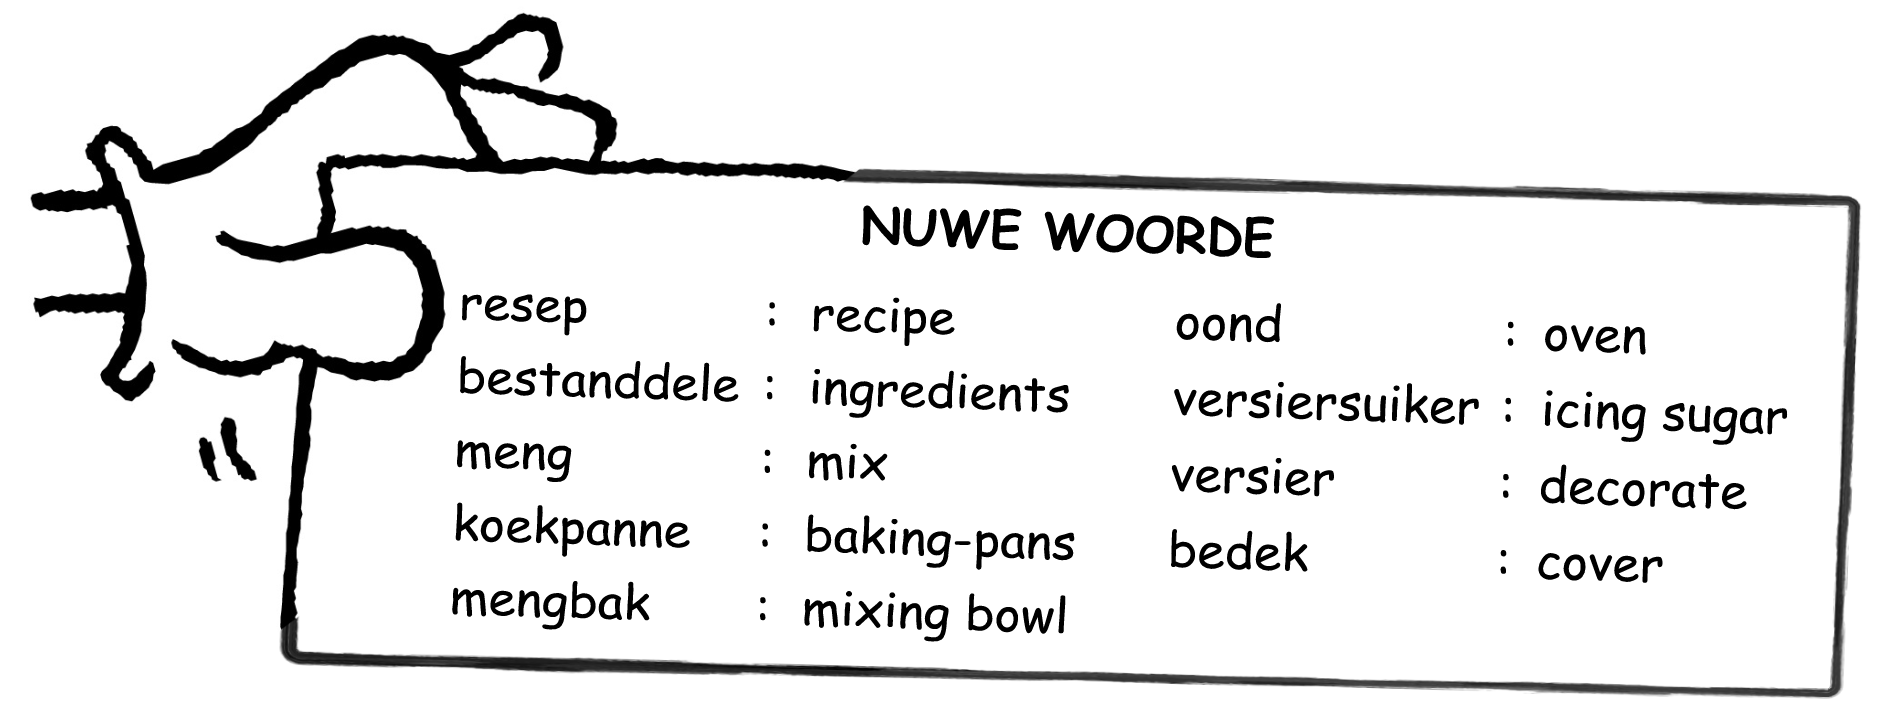 NUWE WOORDE
resep : recipe
bestanddele : ingredients
meng : mix
koekpanne : baking-pans
mengbak : mixing bowl
oond : oven
versiersuiker : icing sugar
versier : decorate
bedek : cover